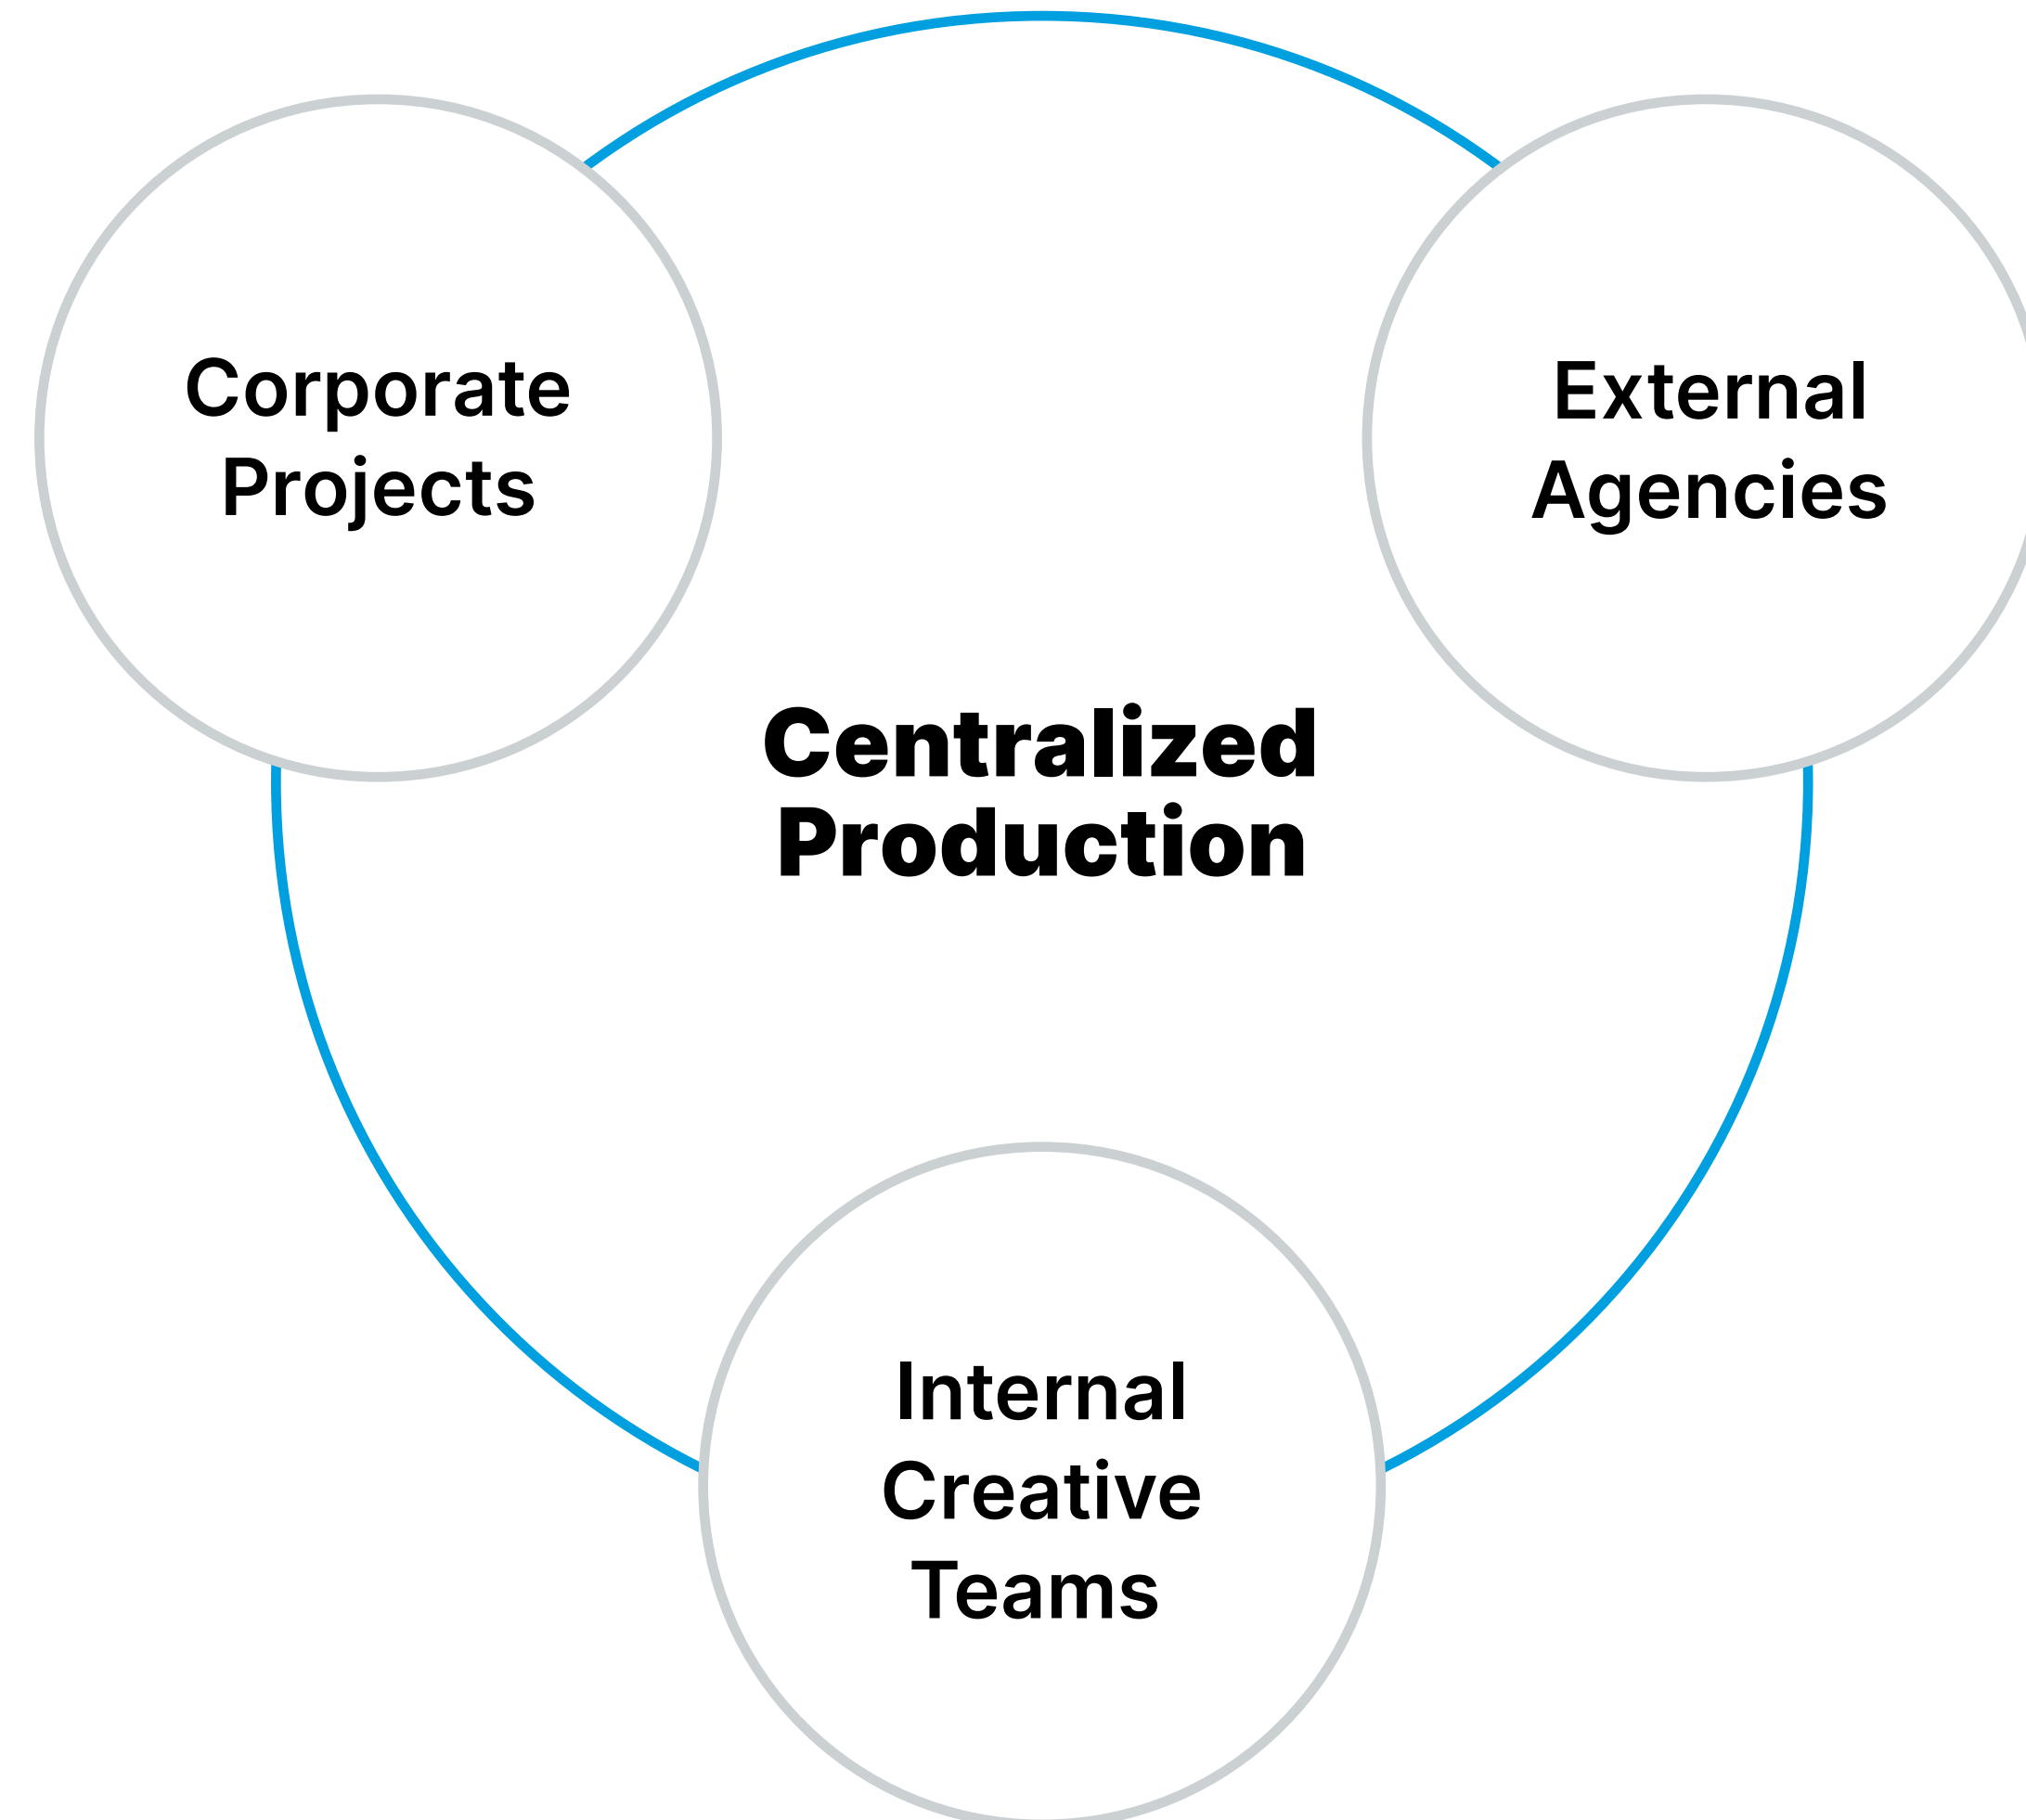 Corporate
Projects
External
Agencies
Centralized
Production
Internal
Creative
Teams